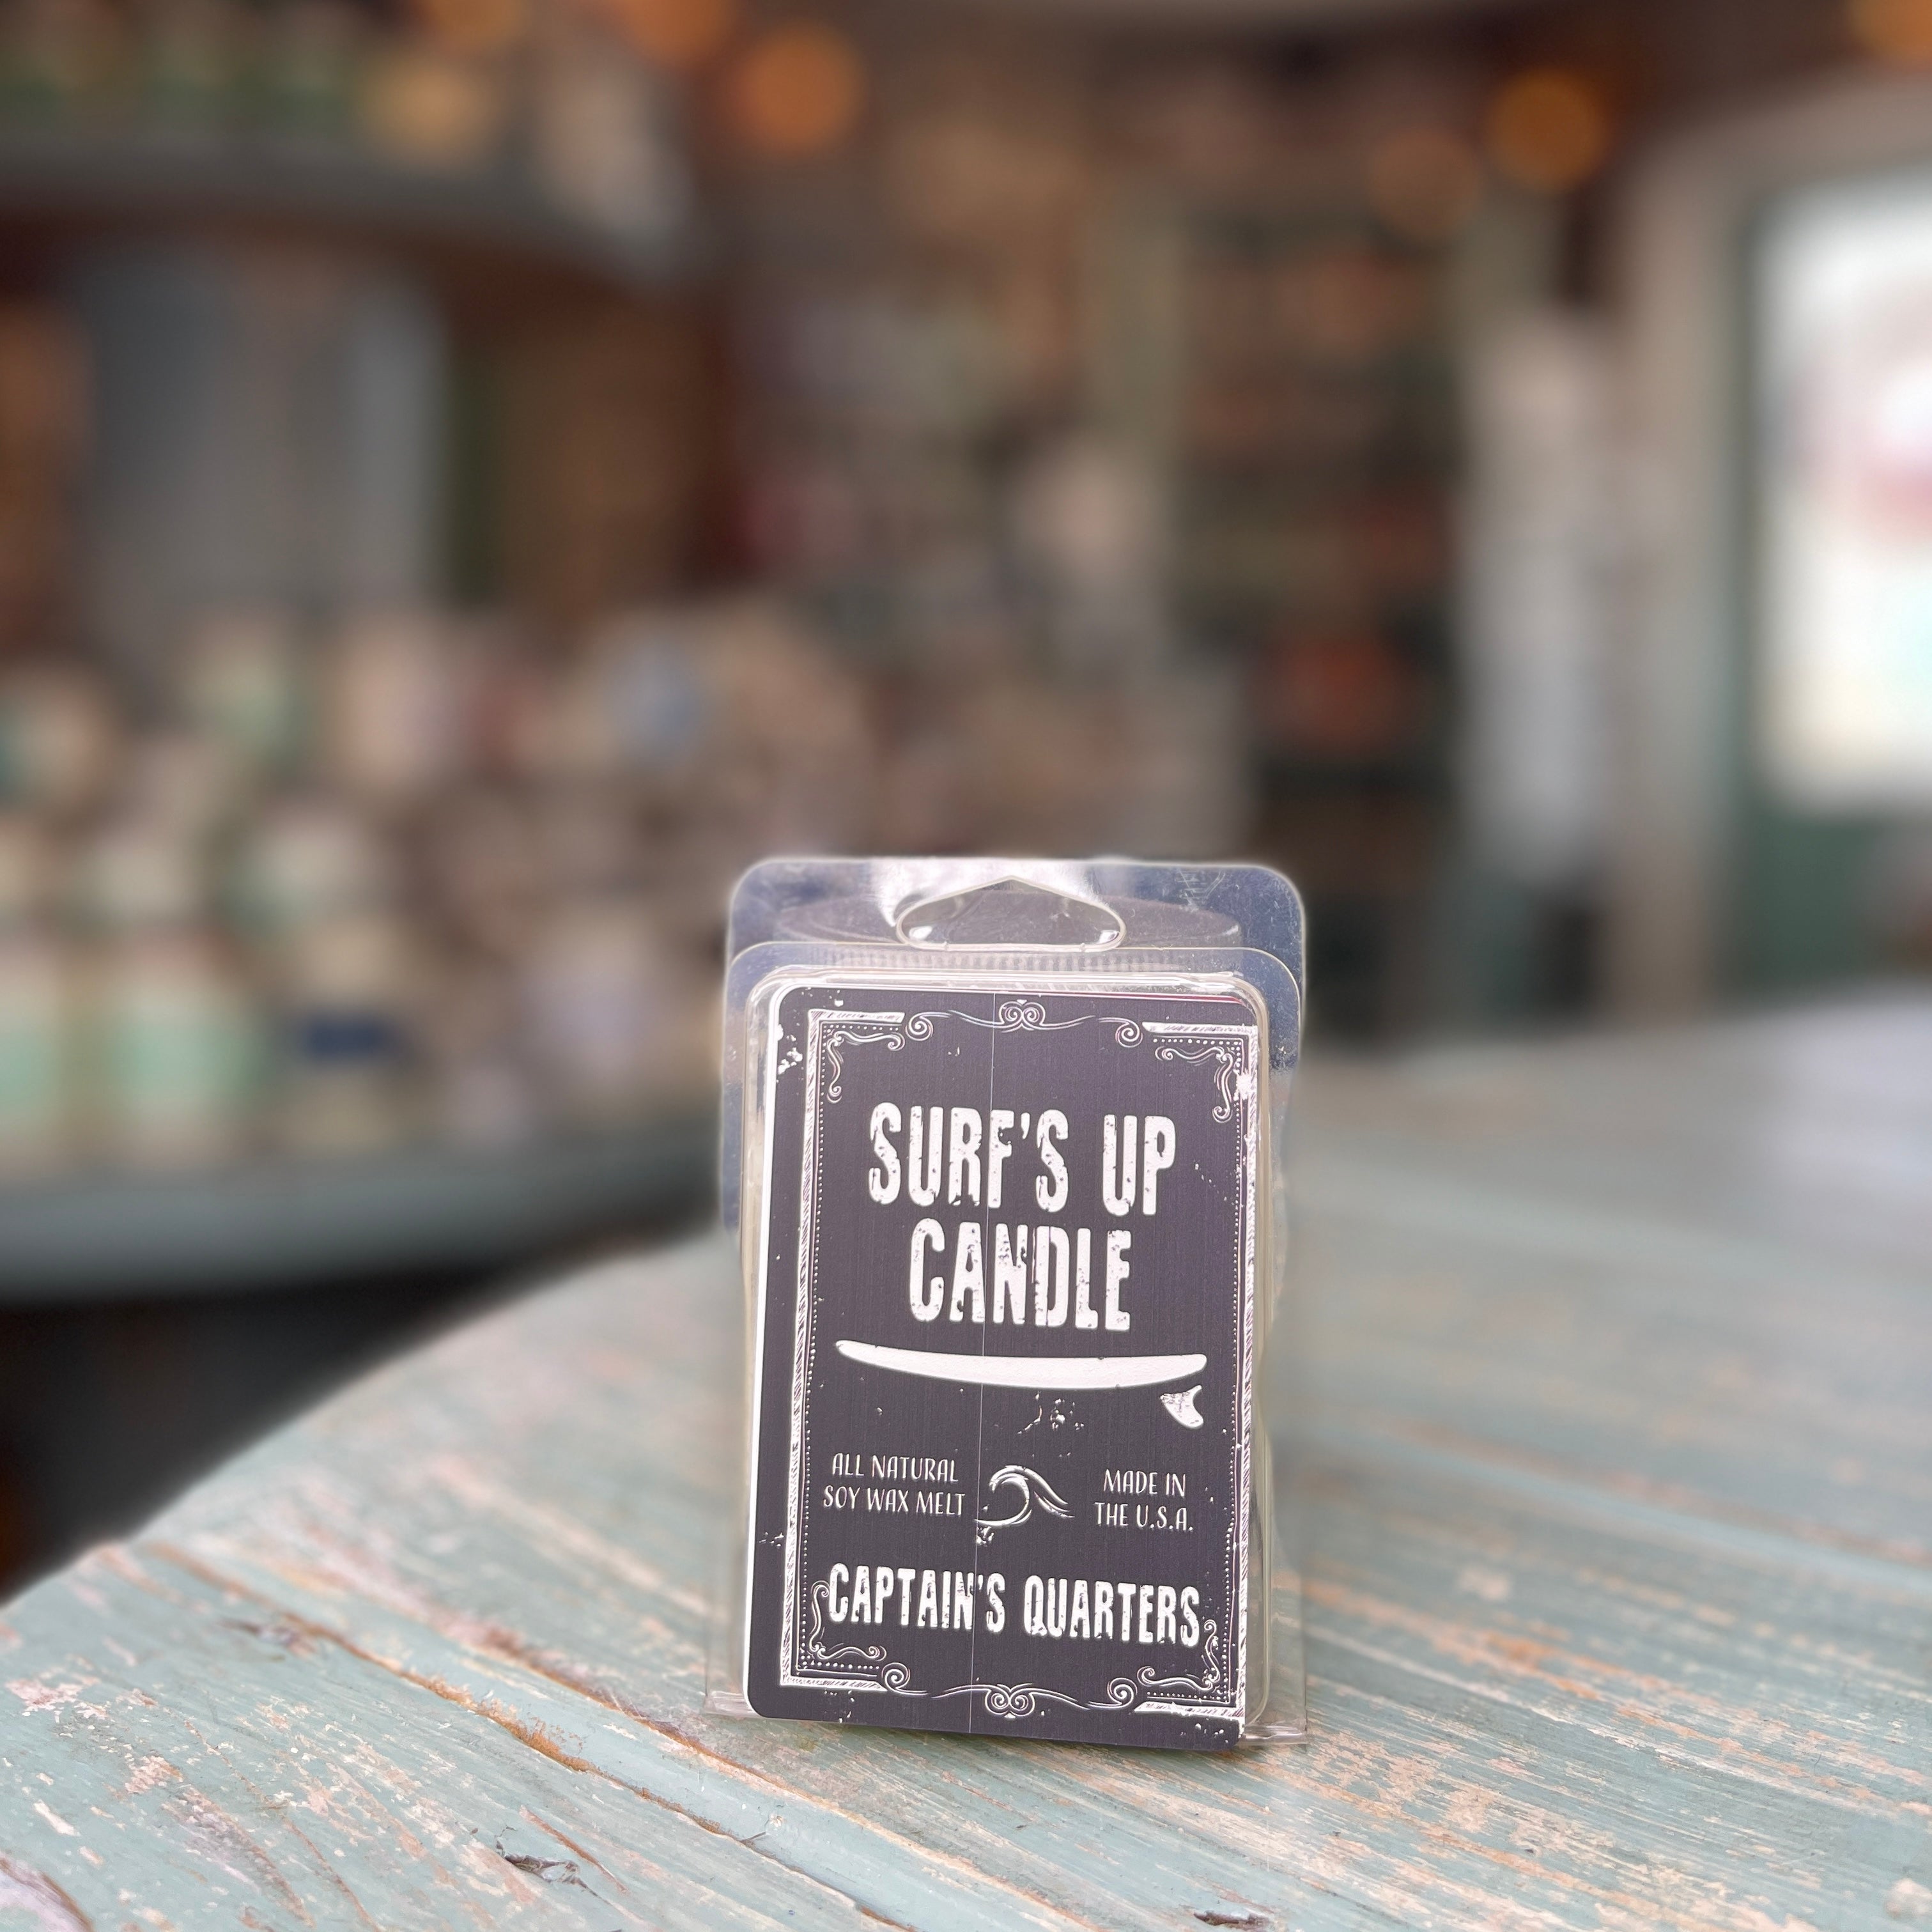 SURF'S UP
CANDLE
ALL NATURAL
SOY WAX MELT
MADE IN
THE U.S.A.
CAPTAIN'S QUARTERS